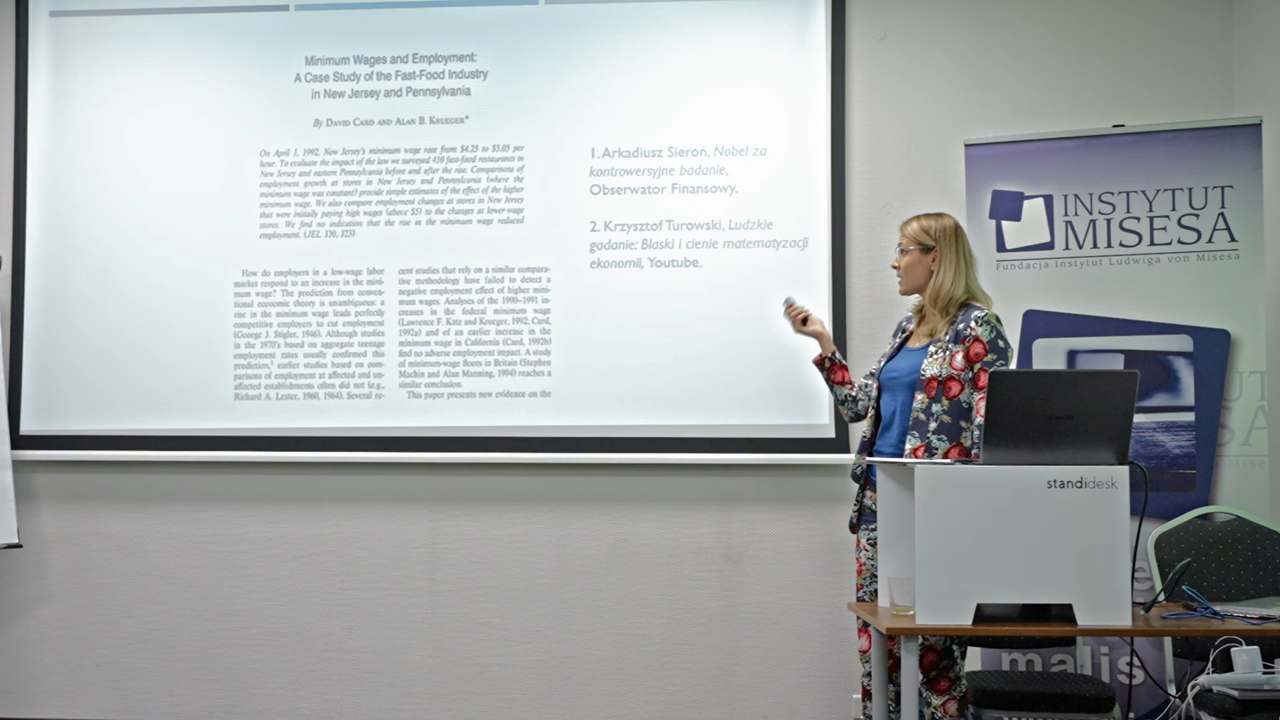 Minimum Wages and Employment:
A Case Study of the Fast-Food Industry
in New Jersey and Pennsylvania
By David Card and Alan B. Krueger*
On April 1, 1992, New Jersey's minimum wage rose from $4.25 to $5.05 per
hour. To evaluate the impact of the law we surveyed 410 fast-food restaurants in
New Jersey and eastern Pennsylvania before and after the rise. Comparisons of
employment growth at stores in New Jersey and Pennsylvania (where the
minimum wage was constant) provide simple estimates of the effect of the higher
minimum wage. We also compare employment changes at stores in New Jersey
that were initially paying high wages (above $5) to the changes at lower-wage
stores. We find no indication that the rise in the minimum wage reduced
employment. (JEL 130, J23)
How do employers in a low-wage labor
market respond to an increase in the mini-
mum wage? The prediction from conven-
tional economic theory is unambiguous: a
rise in the minimum wage leads perfectly
competitive employers to cut employment
(George J. Stigler, 1946). Although studies
in the 1970's based on aggregate teenage
employment rates usually confirmed this
prediction,¹ earlier studies based on com-
parisons of employment at affected and un-
affected establishments often did not (e.g.,
Richard A. Lester, 1960, 1964). Several re-
cent studies that rely on a similar compara-
tive methodology have failed to detect a
negative employment effect of higher mini-
mum wages. Analyses of the 1990–1991 in-
creases in the federal minimum wage
(Lawrence F. Katz and Krueger, 1992; Card,
1992a) and of an earlier increase in the
minimum wage in California (Card, 1992b)
find no adverse employment impact. A study
of minimum-wage floors in Britain (Stephen
Machin and Alan Manning, 1994) reaches a
similar conclusion.
This paper presents new evidence on the
1. Arkadiusz Sieroń, Nobel za
kontrowersyjne badanie,
Obserwator Finansowy.
2. Krzysztof Turowski, Ludzkie
gadanie: Blaski i cienie matematyzacji
ekonomii, Youtube.
INSTYTUT
MISESA
Fundacja Instytut Ludwiga von Misesa
standidesk
malis